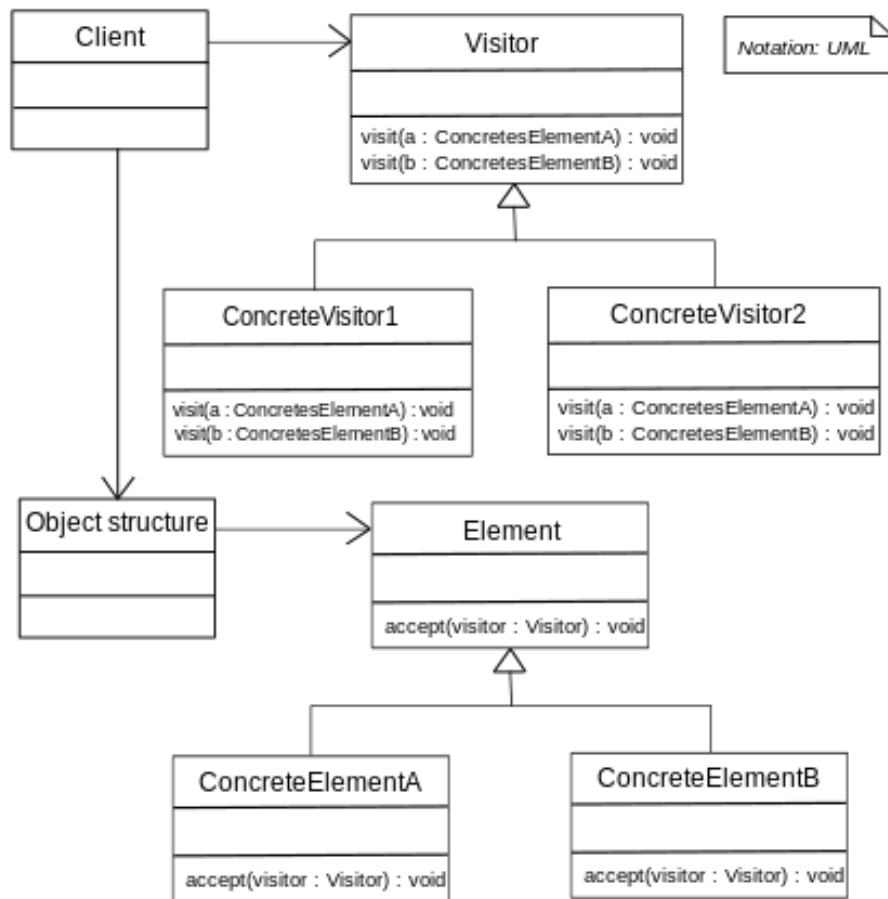 Client
Visitor
Notation: UML
visit(a : ConcretesElementA) : void
visit(b : ConcretesElementB) : void
ConcreteVisitor1
visit(a : ConcretesElementA) : void
visit(b : ConcretesElementB) : void
ConcreteVisitor2
visit(a : ConcretesElementA) : void
visit(b : ConcretesElementB) : void
Object structure
Element
accept(visitor : Visitor) : void
ConcreteElementA
accept(visitor : Visitor) : void
ConcreteElementB
accept(visitor : Visitor) : void